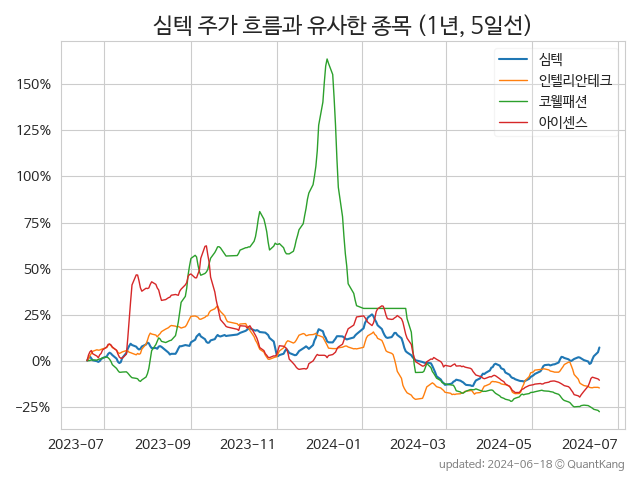 심텍 주가 흐름과 유사한 종목 (1년, 5일선)
심텍
인텔리안테크
코웰패션
아이센스
150%
125%
100%
75%
50%
25%
0%
−25%
2023-07 2023-09 2023-11 2024-01 2024-03 2024-05 2024-07
updated: 2024-06-18 © QuantKang